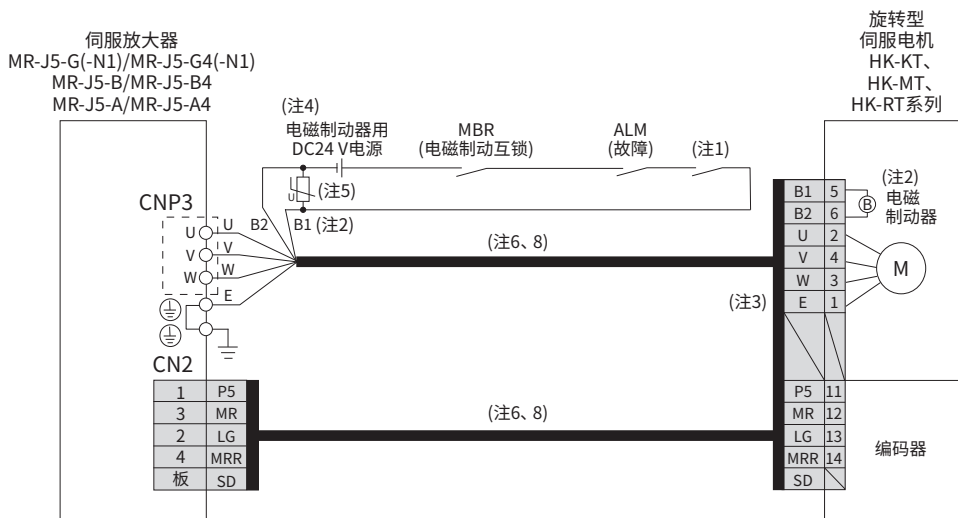 伺服放大器
MR-J5-G(-N1)/MR-J5-G4(-N1)
MR-J5-B/MR-J5-B4
MR-J5-A/MR-J5-A4
旋转型
伺服电机
HK-KT、
HK-MT、
HK-RT系列
(注4)
电磁制动器用
DC24 V电源
MBR
(电磁制动互锁)
ALM
(故障)
(注1)
U
(注5)
CNP3
B2
B1 (注2)
U U
V V
W W
E
(注6、8)
(注3)
B1 5
B2 6
U 2
V 4
W 3
E 1
B
(注2)
电磁
制动器
M
CN2
1 P5
3 MR
2 LG
4 MRR
板 SD
(注6、8)
P5 11
MR 12
LG 13
MRR 14
SD
编码器